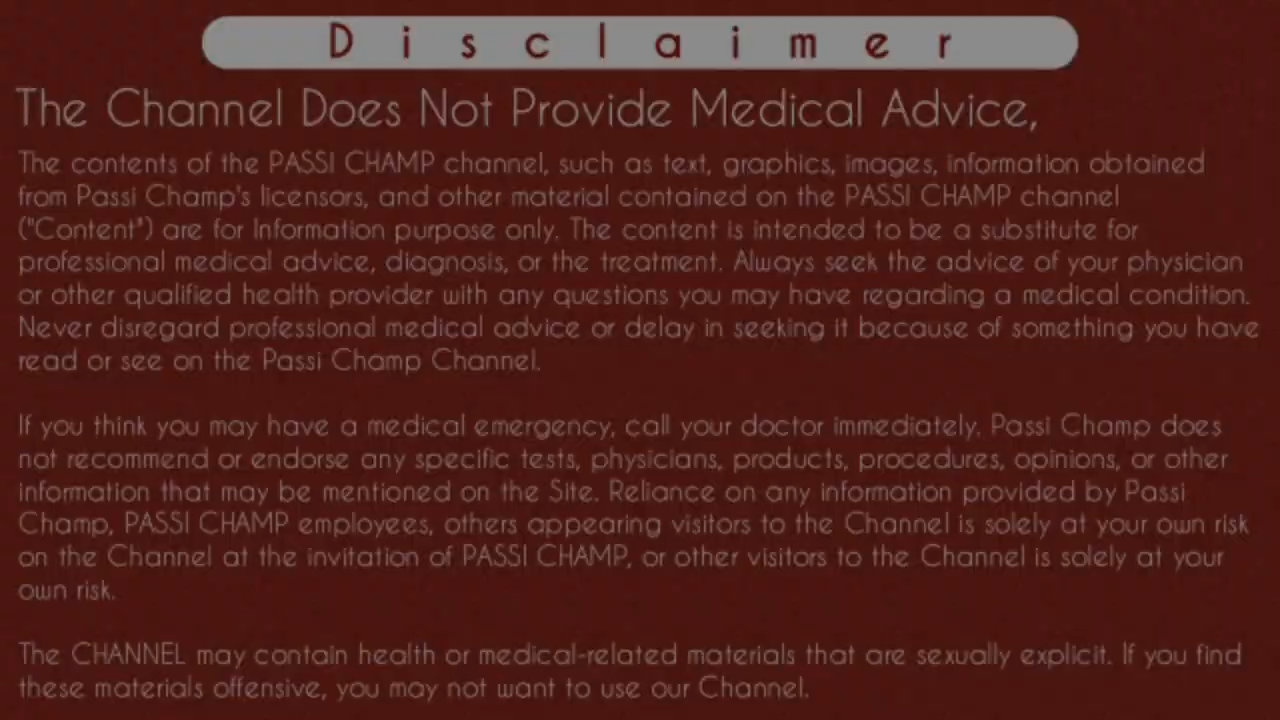 Disclaimer
The Channel Does Not Provide Medical Advice,
The contents of the PASSI CHAMP channel, such as text, graphics, images, information obtained
from Passi Champ's licensors, and other material contained on the PASSI CHAMP channel
("Content") are for Information purpose only. The content is intended to be a substitute for
professional medical advice, diagnosis, or the treatment. Always seek the advice of your physician
or other qualified health provider with any questions you may have regarding a medical condition.
Never disregard professional medical advice or delay in seeking it because of something you have
read or see on the Passi Champ Channel.
If you think you may have a medical emergency, call your doctor immediately. Passi Champ does
not recommend or endorse any specific tests, physicians, products, procedures, opinions, or other
information that may be mentioned on the Site. Reliance on any information provided by Passi
Champ, PASSI CHAMP employees, others appearing visitors to the Channel is solely at your own risk
on the Channel at the invitation of PASSI CHAMP, or other visitors to the Channel is solely at your
own risk.
The CHANNEL may contain health or medical-related materials that are sexually explicit. If you find
these materials offensive, you may not want to use our Channel.